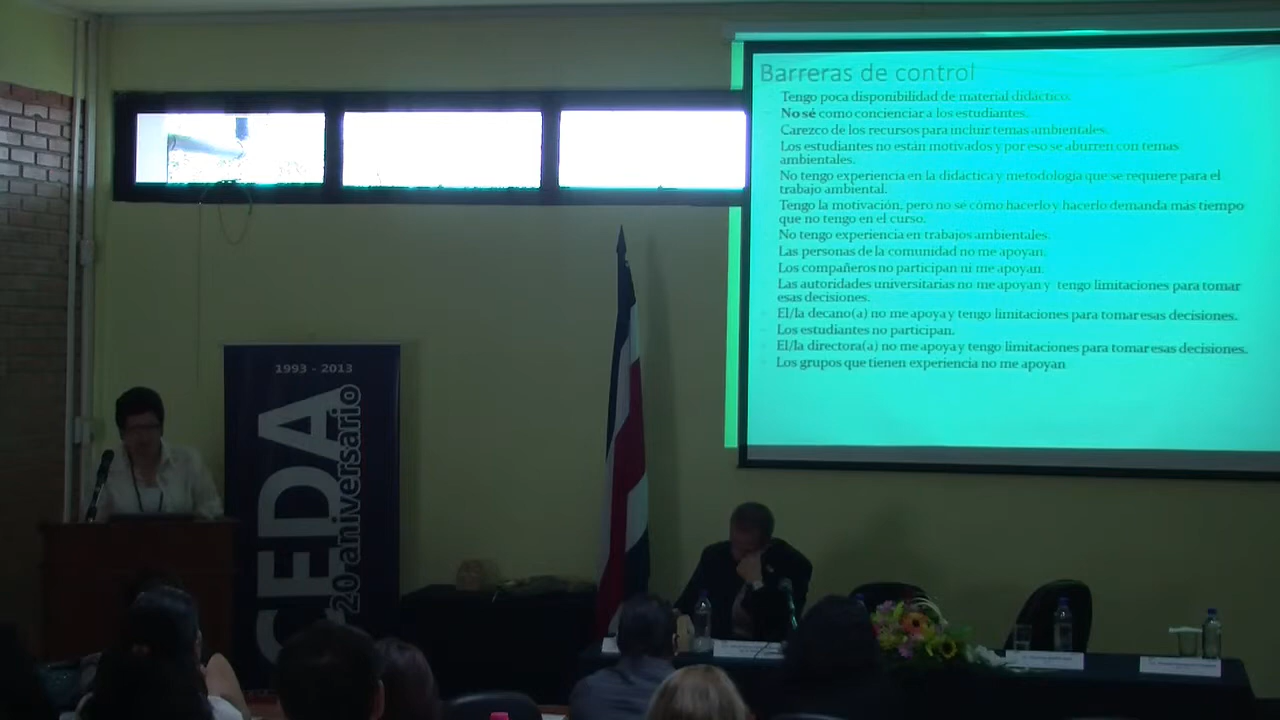 Barreras de control
Tengo poca disponibilidad de material didáctico.
No sé como concienciar a los estudiantes.
Carezco de los recursos para incluir temas ambientales.
Los estudiantes no están motivados y por eso se aburren con temas
ambientales.
No tengo experiencia en la didáctica y metodología que se requiere para el
trabajo ambiental.
Tengo la motivación, pero no sé cómo hacerlo y hacerlo demanda más tiempo
que no tengo en el curso.
No tengo experiencia en trabajos ambientales.
Las personas de la comunidad no me apoyan.
Los compañeros no participan ni me apoyan.
Las autoridades universitarias no me apoyan y tengo limitaciones para tomar
esas decisiones.
El/la decano(a) no me apoya y tengo limitaciones para tomar esas decisiones.
Los estudiantes no participan.
El/la directora(a) no me apoya y tengo limitaciones para tomar esas decisiones.
Los grupos que tienen experiencia no me apoyan
1993 - 2013
CEDA
20 aniversario